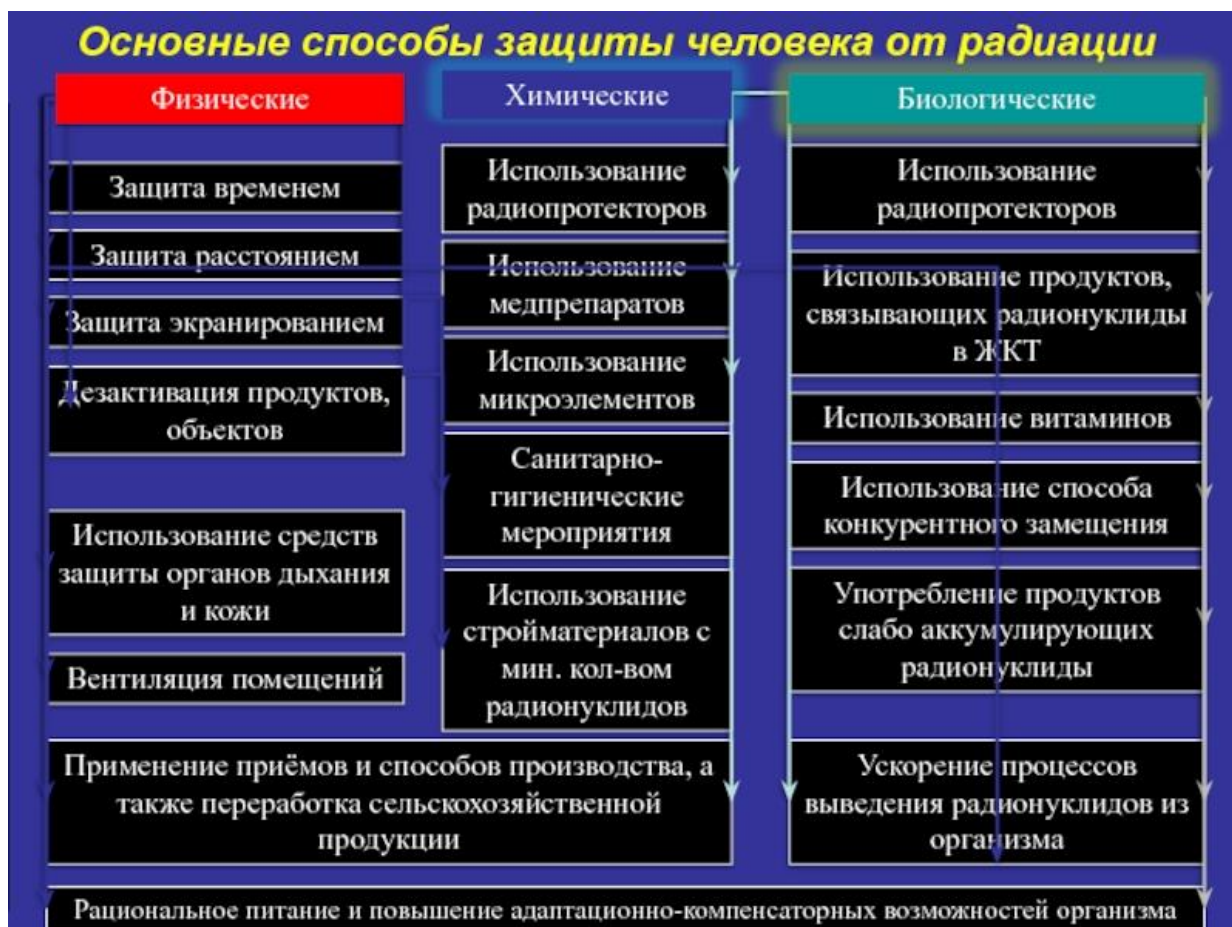 Основные способы защиты человека от радиации
Физические
Защита временем
Зашита расстоянием
Защита экранированием
Дезактивация продуктов,
объектов
Использование средств
защиты органов дыхания
и кожи
Вентиляция помещений
Химические
Использование
радиопротекторов
Использование
медпрепаратов
Использование
микроэлементов
Санитарно-
гигиенические
мероприятия
Использование
стройматериалов с
мин. кол-вом
радионуклидов
Применение приёмов и способов производства, а
также переработка сельскохозяйственной
продукции
Биологические
Использование
радиопротекторов
Использование продуктов,
связывающих радионуклиды
в ЖКТ
Использование витаминов
Использование способа
конкурентного замещения
Употребление продуктов
слабо аккумулирующих
радионуклиды
Ускорение процессов
выведения радионуклидов из
организма
Рациональное питание и повышение адаптационно-компенсаторных возможностей организма